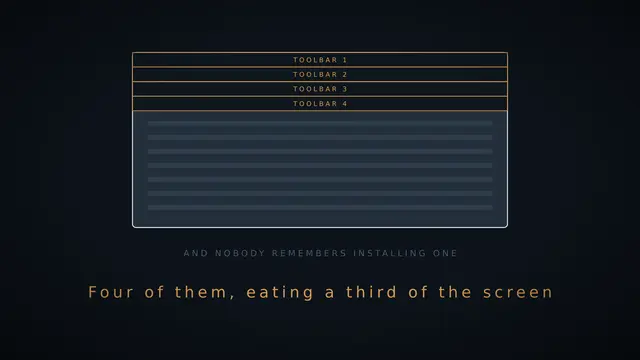 TOOLBAR 1
TOOLBAR 2
TOOLBAR 3
TOOLBAR 4
AND NOBODY REMEMBERS INSTALLING ONE
Four of them, eating a third of the screen